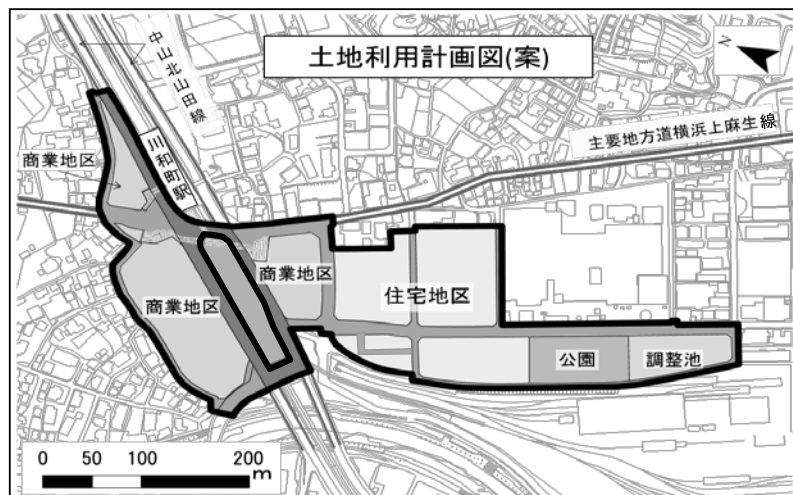 土地利用計画図(案)
N
中山北山田線
川和町駅
主要地方道横浜上麻生線
商業地区
商業地区
商業地区
住宅地区
公園
調整池
0 50 100 200
m